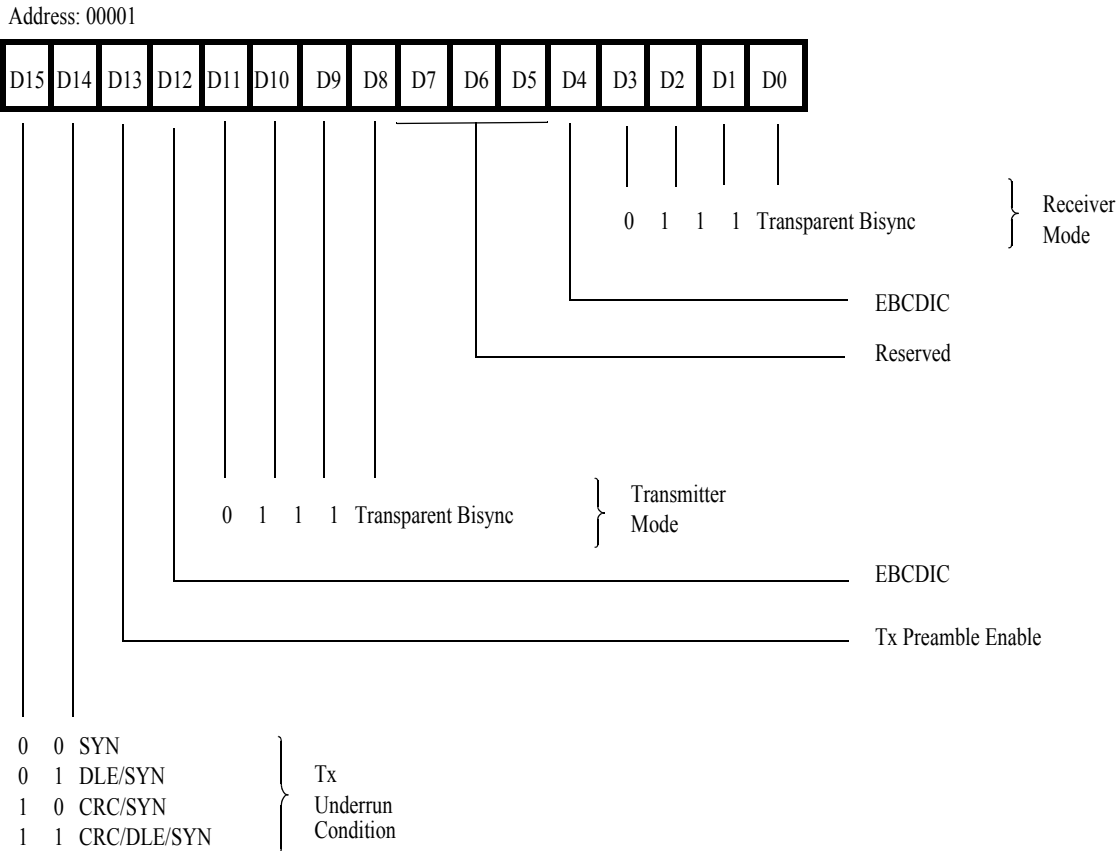 Address: 00001
D15 D14 D13 D12 D11 D10 D9 D8 D7 D6 D5 D4 D3 D2 D1 D0
0 1 1 1 Transparent Bisync
Receiver
Mode
EBCDIC
Reserved
0 1 1 1 Transparent Bisync
Transmitter
Mode
EBCDIC
Tx Preamble Enable
0 0 SYN
0 1 DLE/SYN
1 0 CRC/SYN
1 1 CRC/DLE/SYN
Tx
Underrun
Condition